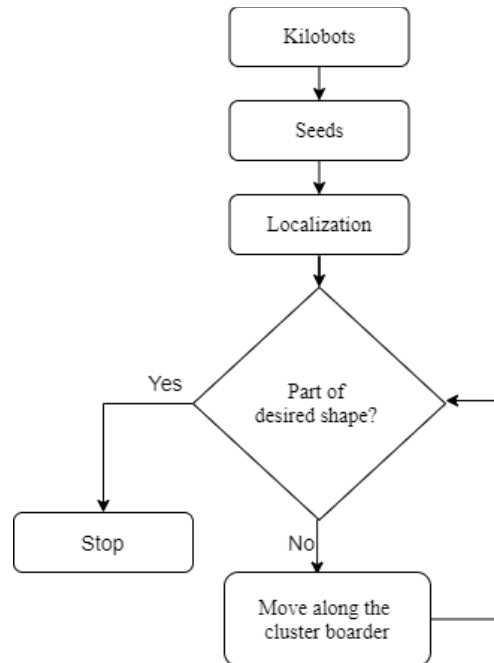 Kilobots
Seeds
Localization
Yes
Part of
desired shape?
Stop
No
Move along the
cluster boarder